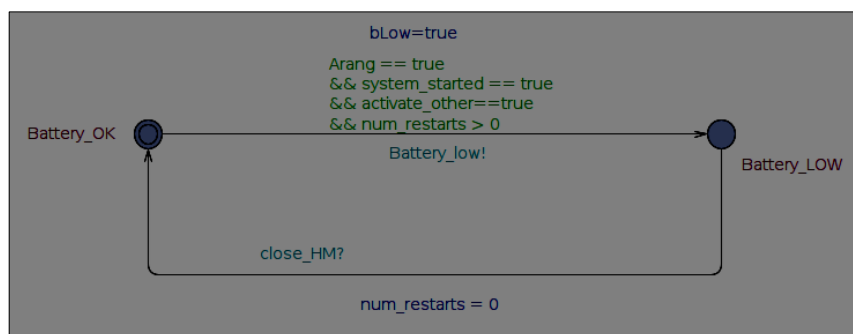 bLow=true
Arang == true
&& system_started == true
&& activate_other==true
&& num_restarts > 0
Battery_OK
Battery_low!
Battery_LOW
close_HM?
num_restarts = 0